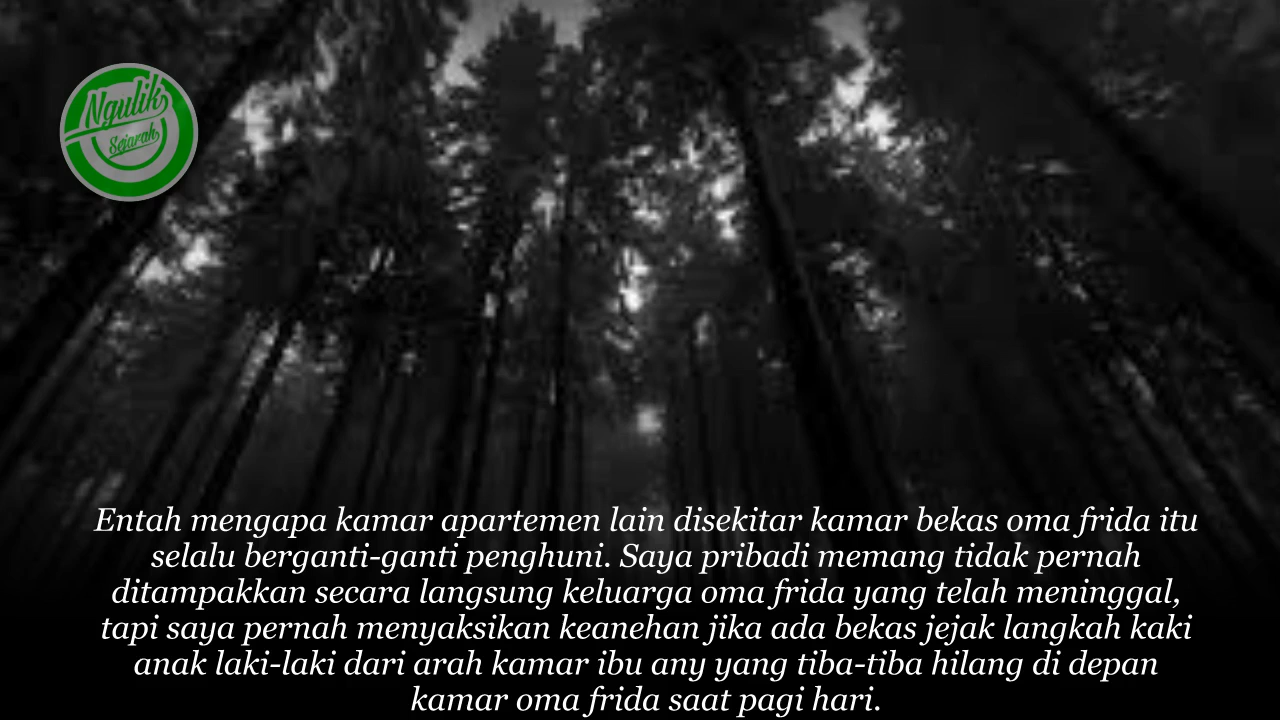 Ngulik
Sejarah
Entah mengapa kamar apartemen lain disekitar kamar bekas oma frida itu
selalu berganti-ganti penghuni. Saya pribadi memang tidak pernah
ditampakkan secara langsung keluarga oma frida yang telah meninggal,
tapi saya pernah menyaksikan keanehan jika ada bekas jejak langkah kaki
anak laki-laki dari arah kamar ibu any yang tiba-tiba hilang di depan
kamar oma frida saat pagi hari.